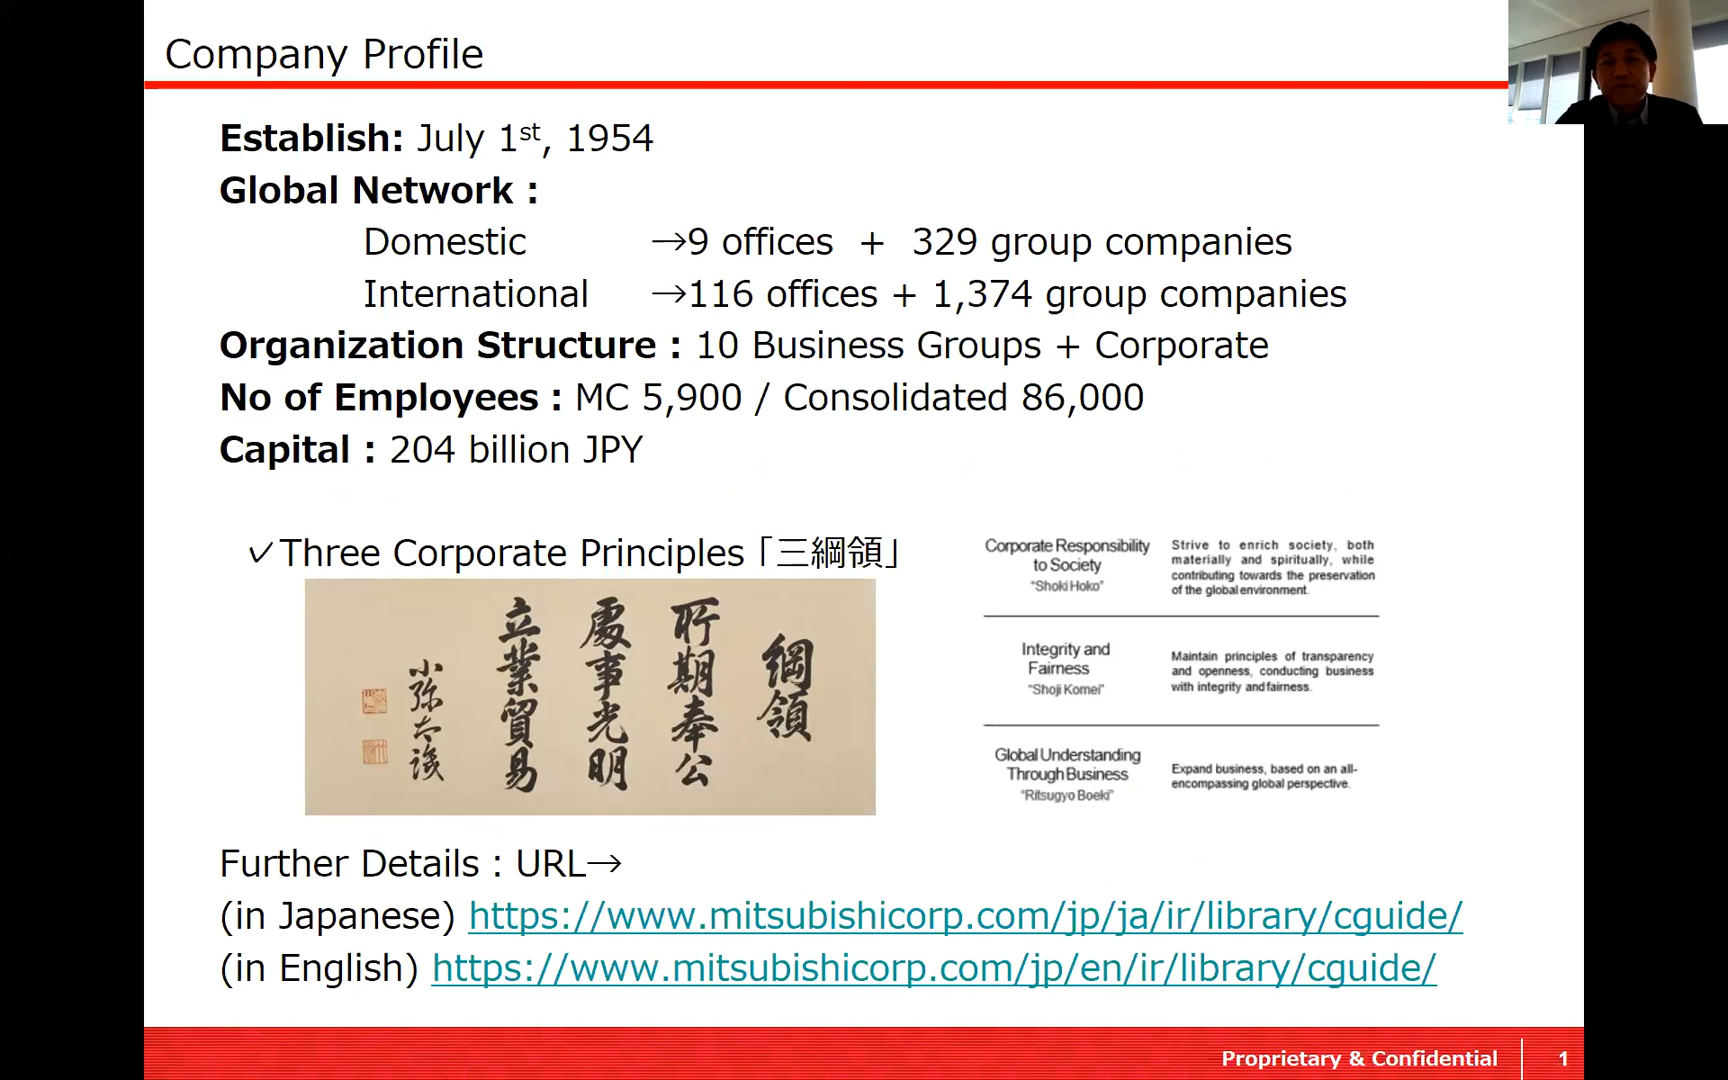 Company Profile
Establish: July 1st, 1954
Global Network :
Domestic →9 offices + 329 group companies
International →116 offices + 1,374 group companies
Organization Structure : 10 Business Groups + Corporate
No of Employees : MC 5,900 / Consolidated 86,000
Capital : 204 billion JPY
✓Three Corporate Principles「三綱領」
綱領
所期奉公
處事光明
立業貿易
小弥太識
Corporate Responsibility
to Society
"Shoki Hoko"
Strive to enrich society, both
materially and spiritually, while
contributing towards the preservation
of the global environment.
Integrity and
Fairness
"Shoji Komei"
Maintain principles of transparency
and openness, conducting business
with integrity and fairness.
Global Understanding
Through Business
"Ritsugyo Boeki"
Expand business, based on an all-
encompassing global perspective.
Further Details : URL→
(in Japanese) https://www.mitsubishicorp.com/jp/ja/ir/library/cguide/
(in English) https://www.mitsubishicorp.com/jp/en/ir/library/cguide/
Proprietary & Confidential 1